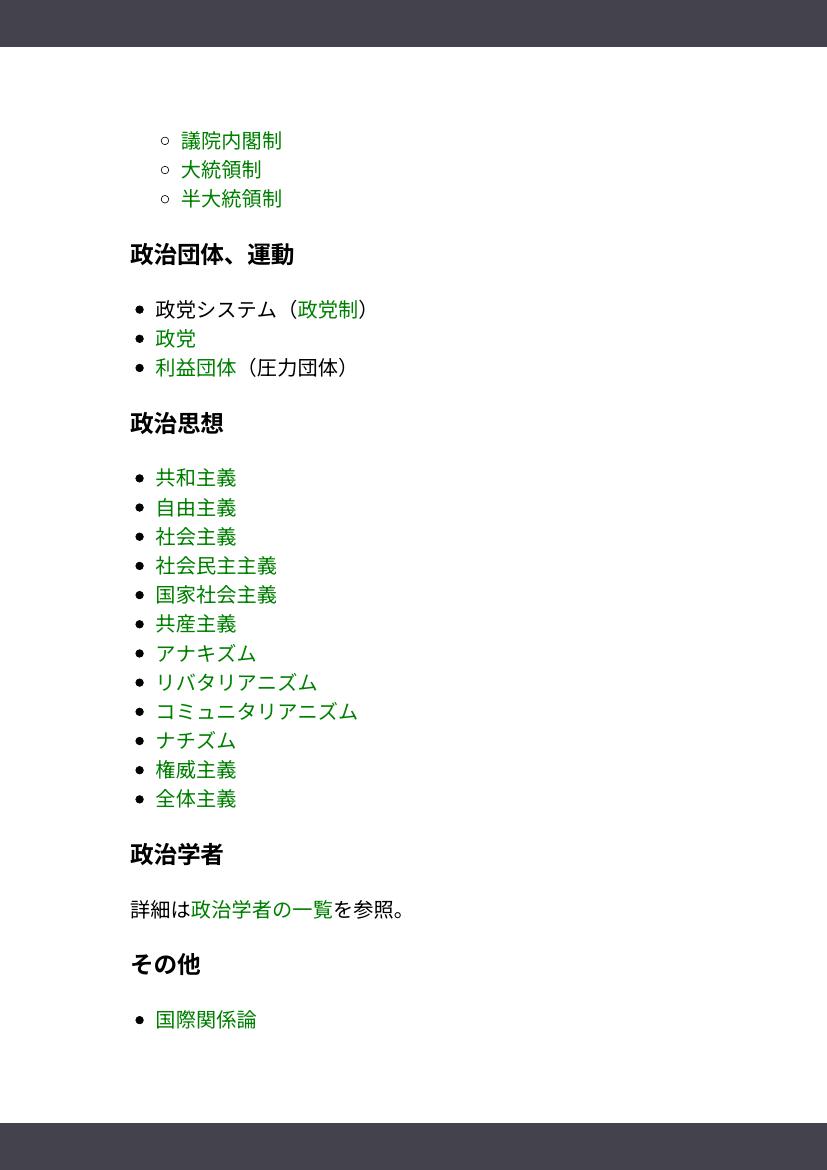 議院内閣制
大統領制
半大統領制
政治団体、運動
政党システム（政党制）
政党
利益団体（圧力団体）
政治思想
共和主義
自由主義
社会主義
社会民主主義
国家社会主義
共産主義
アナキズム
リバタリアニズム
コミュニタリアニズム
ナチズム
権威主義
全体主義
政治学者
詳細は政治学者の一覧を参照。
その他
国際関係論